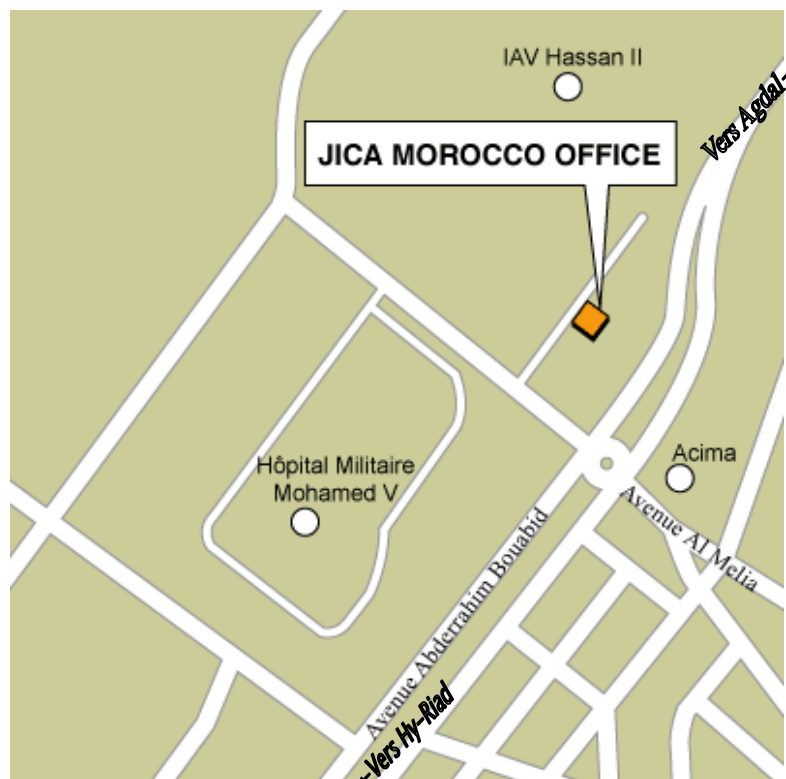 IAV Hassan II
Vers Agdal-
JICA MOROCCO OFFICE
Acima
Hôpital Militaire
Mohamed V
Avenue Al Melia
Avenue Abderrahim Bouabid
-Vers Hy-Riad